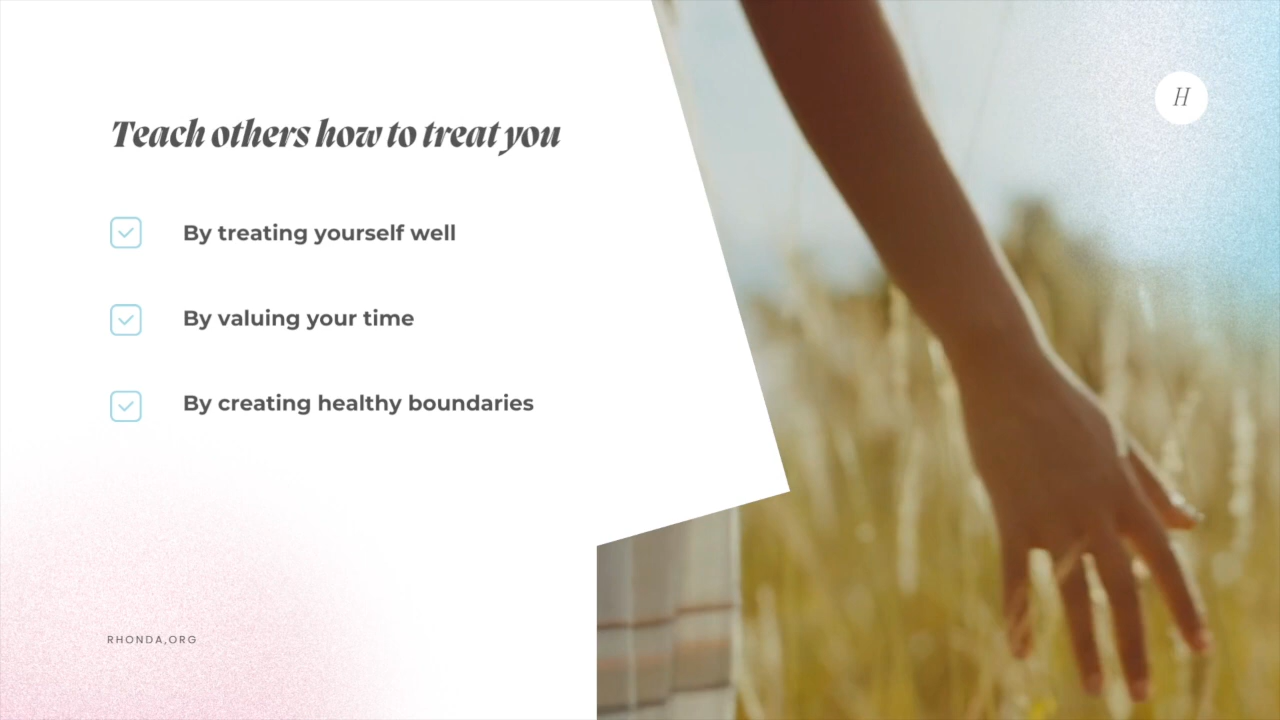 H
Teach others how to treat you
By treating yourself well
By valuing your time
By creating healthy boundaries
RHONDA,ORG